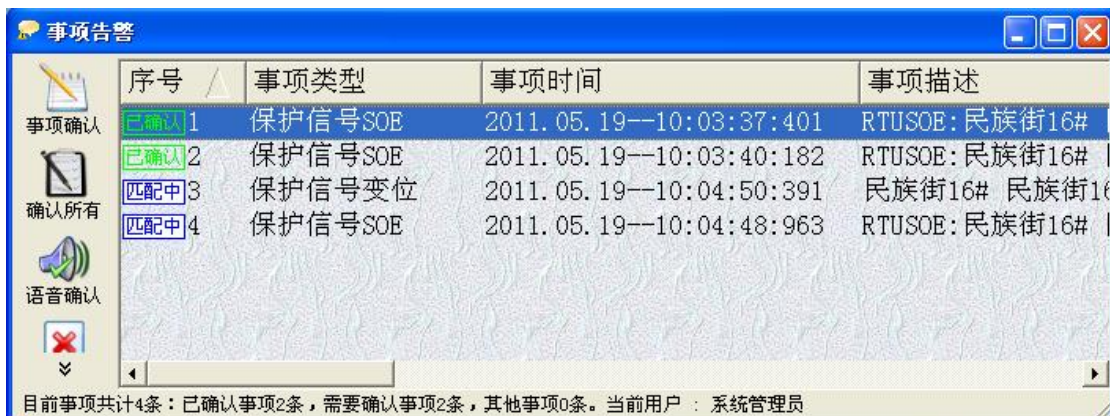 事项告警
序号 事项类型 事项时间 事项描述
已确认 1 保护信号SOE 2011.05.19--10:03:37:401 RTUSOE:民族街16#
已确认 2 保护信号SOE 2011.05.19--10:03:40:182 RTUSOE:民族街16#
匹配中 3 保护信号变位 2011.05.19--10:04:50:391 民族街16# 民族街16
匹配中 4 保护信号SOE 2011.05.19--10:04:48:963 RTUSOE:民族街16#
事项确认
确认所有
语音确认
目前事项共计4条：已确认事项2条，需要确认事项2条，其他事项0条。当前用户 : 系统管理员